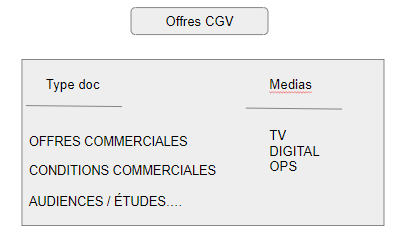 Offres CGV
Type doc
Medias
OFFRES COMMERCIALES
CONDITIONS COMMERCIALES
AUDIENCES / ÉTUDES....
TV
DIGITAL
OPS